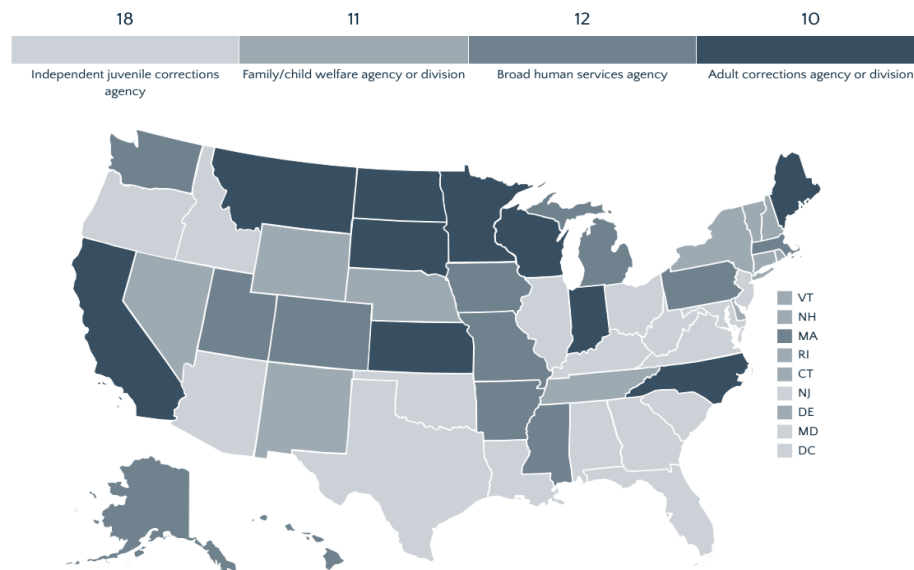 18 11 12 10
Independent juvenile corrections agency
Family/child welfare agency or division
Broad human services agency
Adult corrections agency or division
VT
NH
MA
RI
CT
NJ
DE
MD
DC